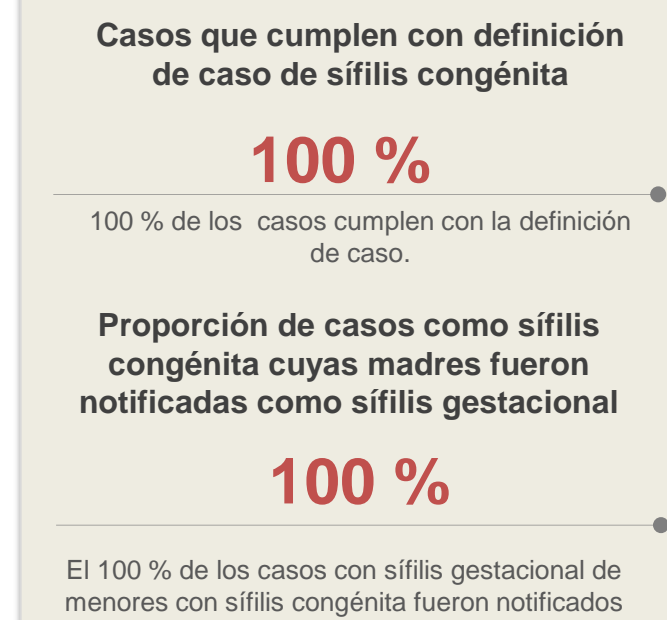 Casos que cumplen con definición
de caso de sífilis congénita
100 %
100 % de los casos cumplen con la definición
de caso.
Proporción de casos como sífilis
congénita cuyas madres fueron
notificadas como sífilis gestacional
100 %
El 100 % de los casos con sífilis gestacional de
menores con sífilis congénita fueron notificados